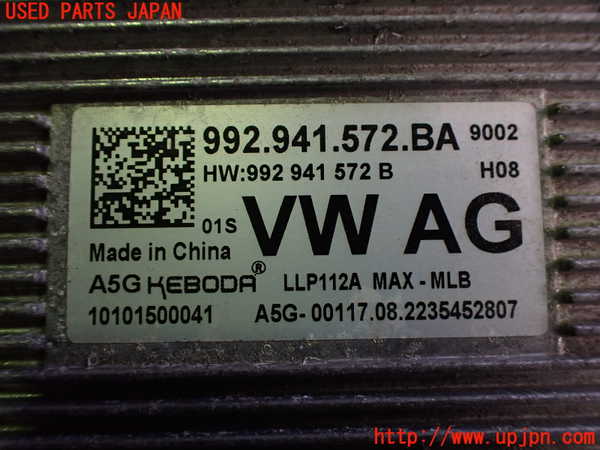 USED PARTS JAPAN
992.941.572.BA 9002
HW:992 941 572 B H08
01S VW AG
Made in China
A5G KEBODA® LLP112A MAX-MLB
10101500041 A5G-00117.08.2235452807
http://www.upjpn.com/